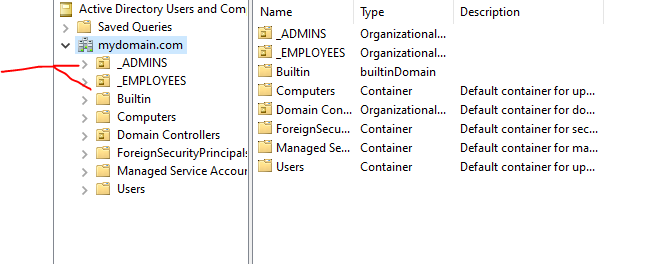 Active Directory Users and Com
Saved Queries
mydomain.com
_ADMINS
_EMPLOYEES
Builtin
Computers
Domain Controllers
ForeignSecurityPrincipals
Managed Service Accou
Users
Name Type Description
_ADMINS Organizational...
_EMPLOYEES Organizational...
Builtin builtinDomain
Computers Container Default container for up...
Domain Con... Organizational... Default container for do...
ForeignSecu... Container Default container for sec...
Managed Se... Container Default container for ma...
Users Container Default container for up...